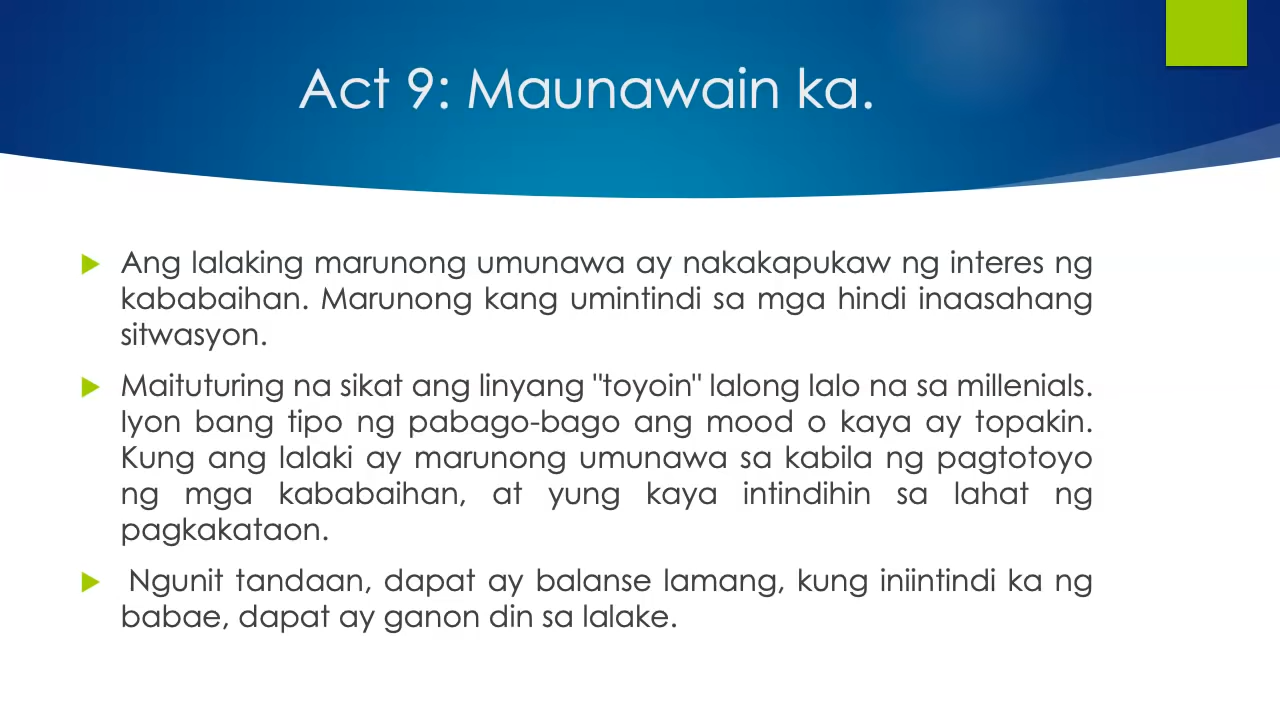 Act 9: Maunawain ka.
Ang lalaking marunong umunawa ay nakakapukaw ng interes ng
kababaihan. Marunong kang umintindi sa mga hindi inaasahang
sitwasyon.
Maituturing na sikat ang linyang "toyoin" lalong lalo na sa millenials.
Iyon bang tipo ng pabago-bago ang mood o kaya ay topakin.
Kung ang lalaki ay marunong umunawa sa kabila ng pagtotoyo
ng mga kababaihan, at yung kaya intindihin sa lahat ng
pagkakataon.
Ngunit tandaan, dapat ay balanse lamang, kung iniintindi ka ng
babae, dapat ay ganon din sa lalake.